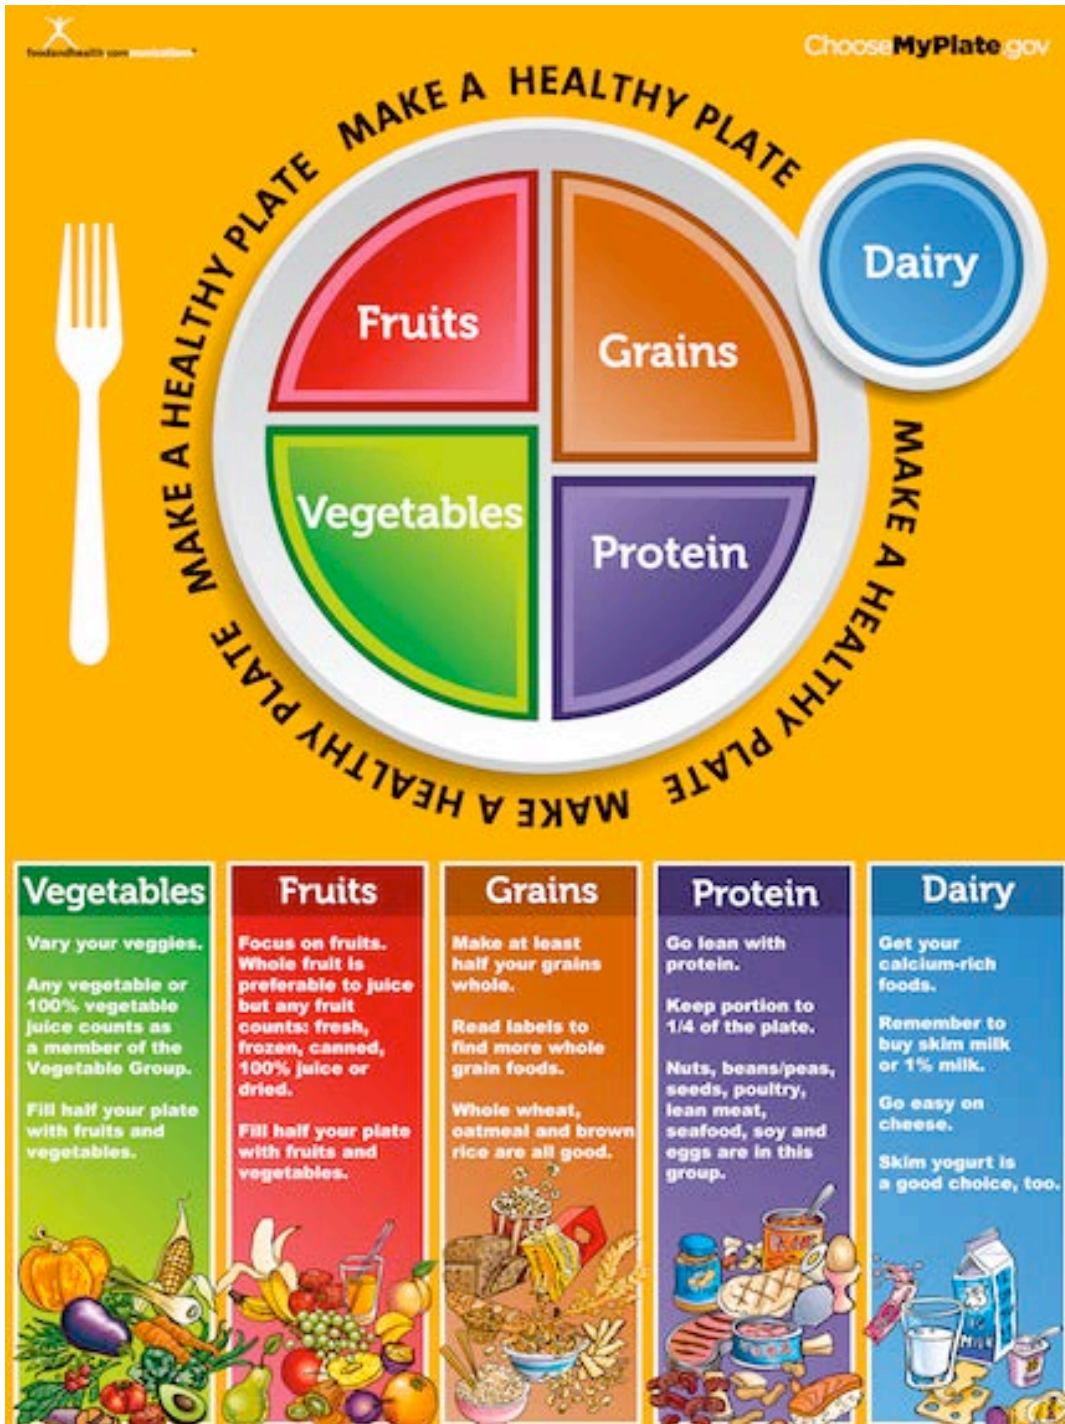 foodandhealthcommunications
ChooseMyPlate.gov
MAKE A HEALTHY PLATE
MAKE A HEALTHY PLATE
MAKE A HEALTHY PLATE
MAKE A HEALTHY PLATE
Fruits
Grains
Dairy
Vegetables
Protein
Vegetables
Vary your veggies.
Any vegetable or
100% vegetable
juice counts as
a member of the
Vegetable Group.
Fill half your plate
with fruits and
vegetables.
Fruits
Focus on fruits.
Whole fruit is
preferable to juice
but any fruit
counts: fresh,
frozen, canned,
100% juice or
dried.
Fill half your plate
with fruits and
vegetables.
Grains
Make at least
half your grains
whole.
Read labels to
find more whole
grain foods.
Whole wheat,
oatmeal and brown
rice are all good.
Protein
Go lean with
protein.
Keep portion to
1/4 of the plate.
Nuts, beans/peas,
seeds, poultry,
lean meat,
seafood, soy and
eggs are in this
group.
Dairy
Get your
calcium-rich
foods.
Remember to
buy skim milk
or 1% milk.
Go easy on
cheese.
Skim yogurt is
a good choice, too.
MILK